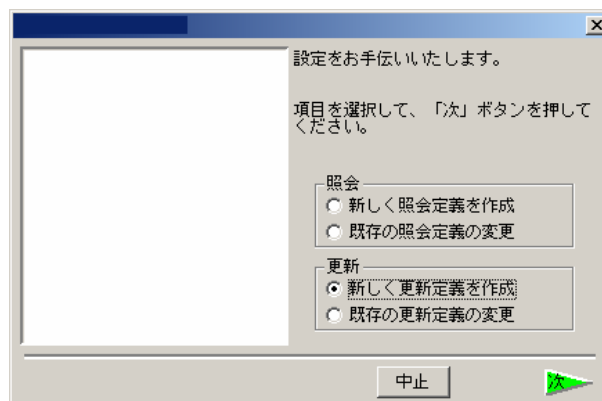 設定をお手伝いいたします。
項目を選択して、「次」ボタンを押して
ください。
照会
新しく照会定義を作成
既存の照会定義の変更
更新
新しく更新定義を作成
既存の更新定義の変更
中止
次